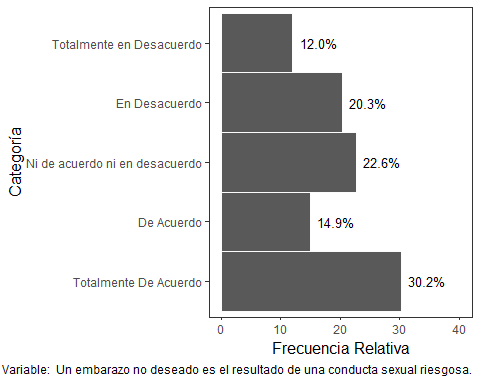 Totalmente en Desacuerdo
12.0%
En Desacuerdo
20.3%
Categoría
Ni de acuerdo ni en desacuerdo
22.6%
De Acuerdo
14.9%
Totalmente De Acuerdo
30.2%
0 10 20 30 40
Frecuencia Relativa
Variable: Un embarazo no deseado es el resultado de una conducta sexual riesgosa.